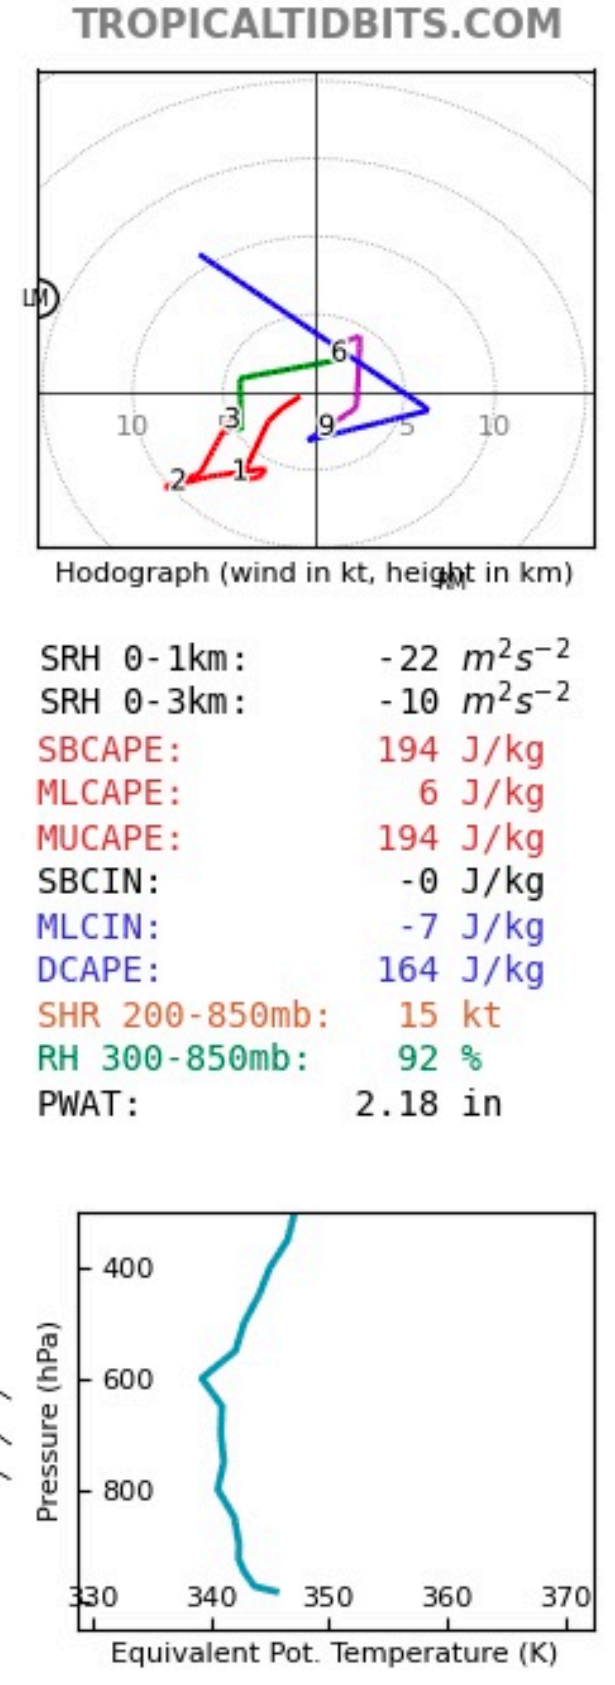 TROPICALTIDBITS.COM
LM
6
3
10
9
5
10
1
2
Hodograph (wind in kt, height in km)
RM
SRH 0-1km: -22 m²s⁻²
SRH 0-3km: -10 m²s⁻²
SBCAPE: 194 J/kg
MLCAPE: 6 J/kg
MUCAPE: 194 J/kg
SBCIN: -0 J/kg
MLCIN: -7 J/kg
DCAPE: 164 J/kg
SHR 200-850mb: 15 kt
RH 300-850mb: 92 %
PWAT: 2.18 in
400
600
800
Pressure (hPa)
330 340 350 360 370
Equivalent Pot. Temperature (K)